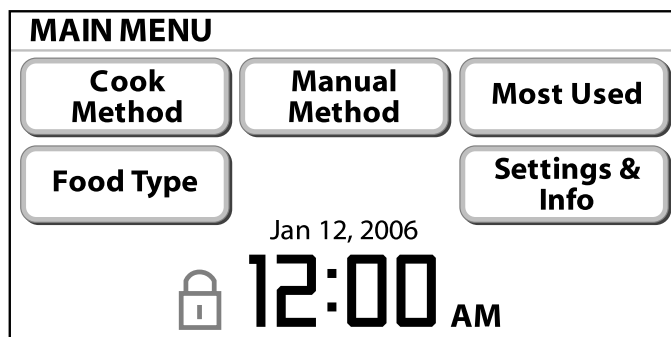 MAIN MENU
Cook
Method
Manual
Method
Most Used
Food Type
Settings &
Info
Jan 12, 2006
12:00 AM